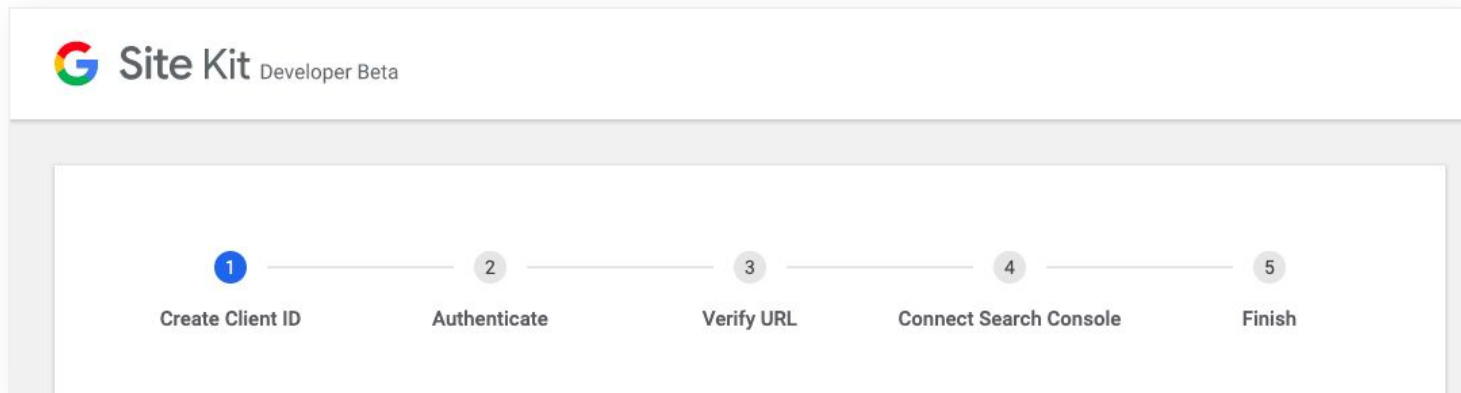 G Site Kit Developer Beta
1 2 3 4 5
Create Client ID Authenticate Verify URL Connect Search Console Finish